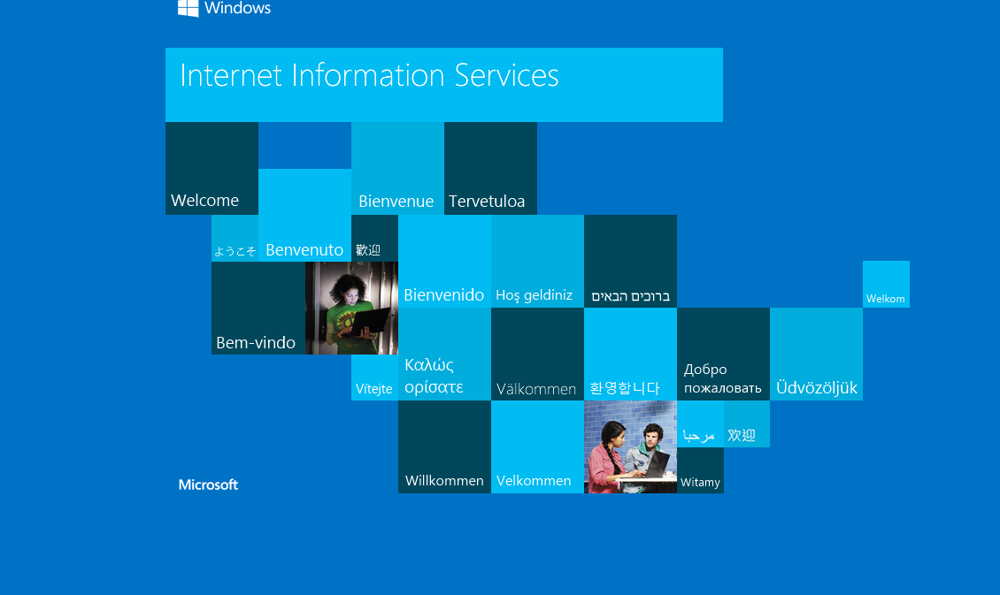 Windows
Internet Information Services
Welcome
Bienvenue
Tervetuloa
ようこそ
Benvenuto
歡迎
Bienvenido
Hoş geldiniz
ברוכים הבאים
Welkom
Bem-vindo
Vítejte
Καλώς
ορίσατε
Välkommen
환영합니다
Добро
пожаловать
Üdvözöljük
مرحبا
欢迎
Willkommen
Velkommen
Witamy
Microsoft